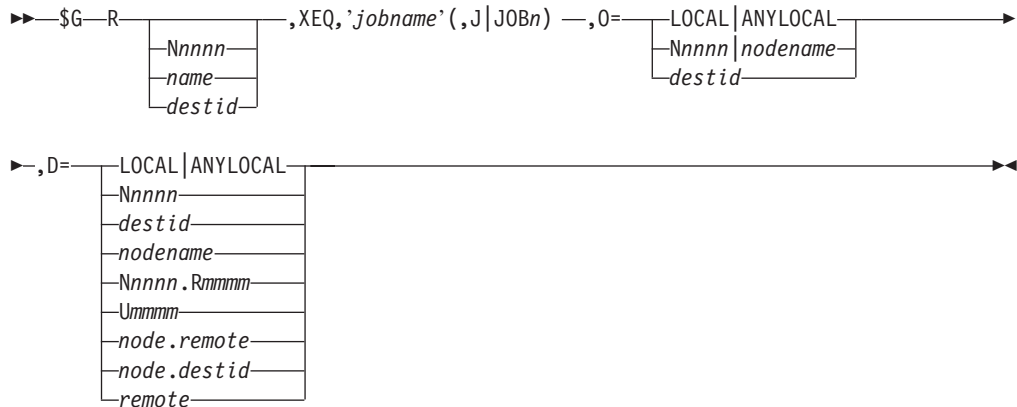 $G R ,XEQ,'jobname'(,J|JOBn) ,O= LOCAL|ANYLOCAL
Nnnnn Nnnnn|nodename
name destid
destid
,D= LOCAL|ANYLOCAL
Nnnnn
destid
nodename
Nnnnn.Rmmmm
Ummmm
node.remote
node.destid
remote